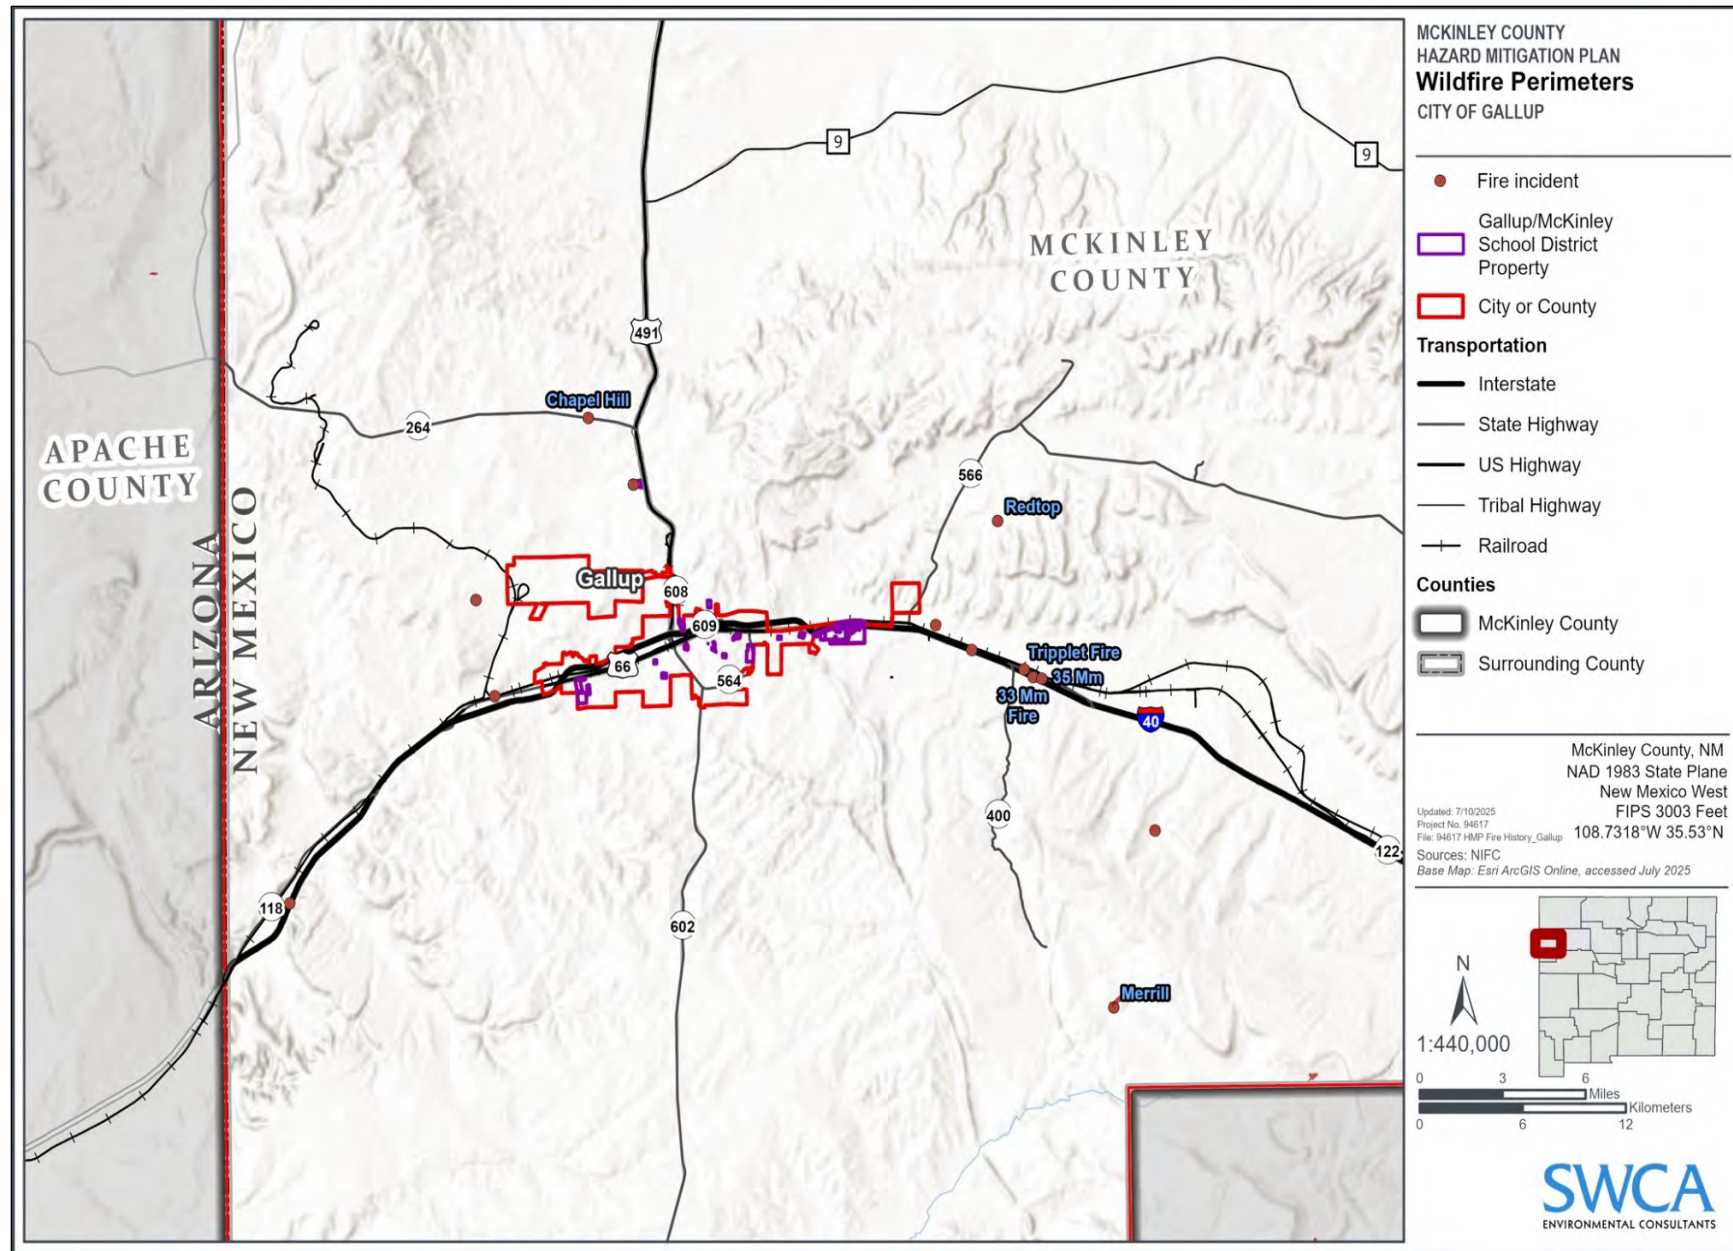 MCKINLEY COUNTY
HAZARD MITIGATION PLAN
Wildfire Perimeters
CITY OF GALLUP
Fire incident
Gallup/McKinley
School District
Property
City or County
Transportation
Interstate
State Highway
US Highway
Tribal Highway
Railroad
Counties
McKinley County
Surrounding County
McKinley County, NM
NAD 1983 State Plane
New Mexico West
FIPS 3003 Feet
108.7318°W 35.53°N
Updated: 7/10/2025
Project No. 94617
File: 94617 HMP Fire History_Gallup
Sources: NIFC
Base Map: Esri ArcGIS Online, accessed July 2025
N
1:440,000
0 3 6
Miles
Kilometers
0 6 12
SWCA
ENVIRONMENTAL CONSULTANTS
9
9
MCKINLEY
COUNTY
491
Chapel Hill
264
APACHE
COUNTY
566
Redtop
ARIZONA
NEW MEXICO
Gallup
608
609
66
564
Tripplet Fire
35 Mm
33 Mm
Fire
40
400
122
118
602
Merrill